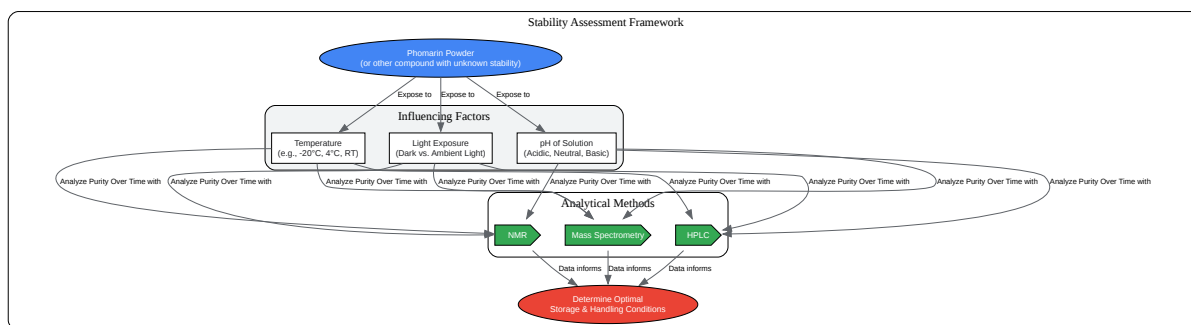 Stability Assessment Framework
Phomarin Powder
(or other compound with unknown stability)
Expose to
Expose to
Expose to
Influencing Factors
Temperature
(e.g., -20°C, 4°C, RT)
Light Exposure
(Dark vs. Ambient Light)
pH of Solution
(Acidic, Neutral, Basic)
Analyze Purity Over Time with
Analyze Purity Over Time with
Analyze Purity Over Time with
Analyze Purity Over Time with
Analyze Purity Over Time with
Analyze Purity Over Time with
Analyze Purity Over Time with
Analyze Purity Over Time with
Analyze Purity Over Time with
Analytical Methods
NMR
Mass Spectrometry
HPLC
Data informs
Data informs
Data informs
Determine Optimal
Storage & Handling Conditions